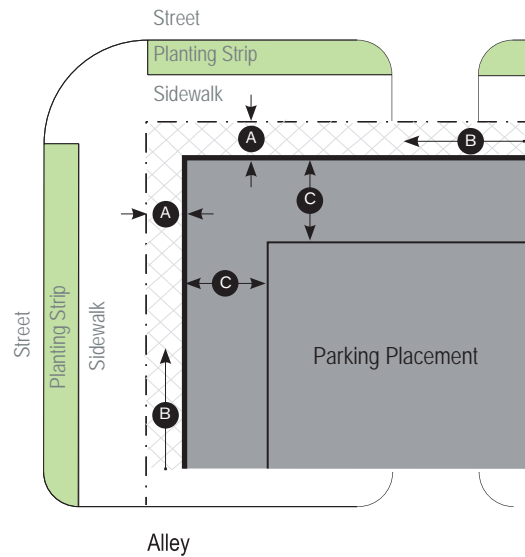 Street
Planting Strip
Sidewalk
A
B
C
A
C
Street
Planting Strip
Sidewalk
Parking Placement
B
Alley